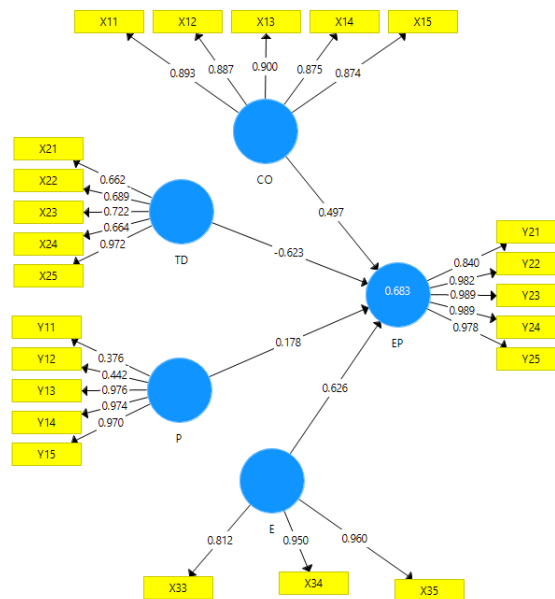 X11 X12 X13 X14 X15
0.893 0.887 0.900 0.875 0.874
CO
X21
X22
X23
X24
X25
0.662
0.689
0.722
0.664
0.972
TD
0.497
-0.623
Y11
Y12
Y13
Y14
Y15
0.376
0.442
0.976
0.974
0.970
P
0.178
0.626
0.683
EP
0.840
0.982
0.989
0.989
0.978
Y21
Y22
Y23
Y24
Y25
E
0.812 0.950 0.960
X33 X34 X35